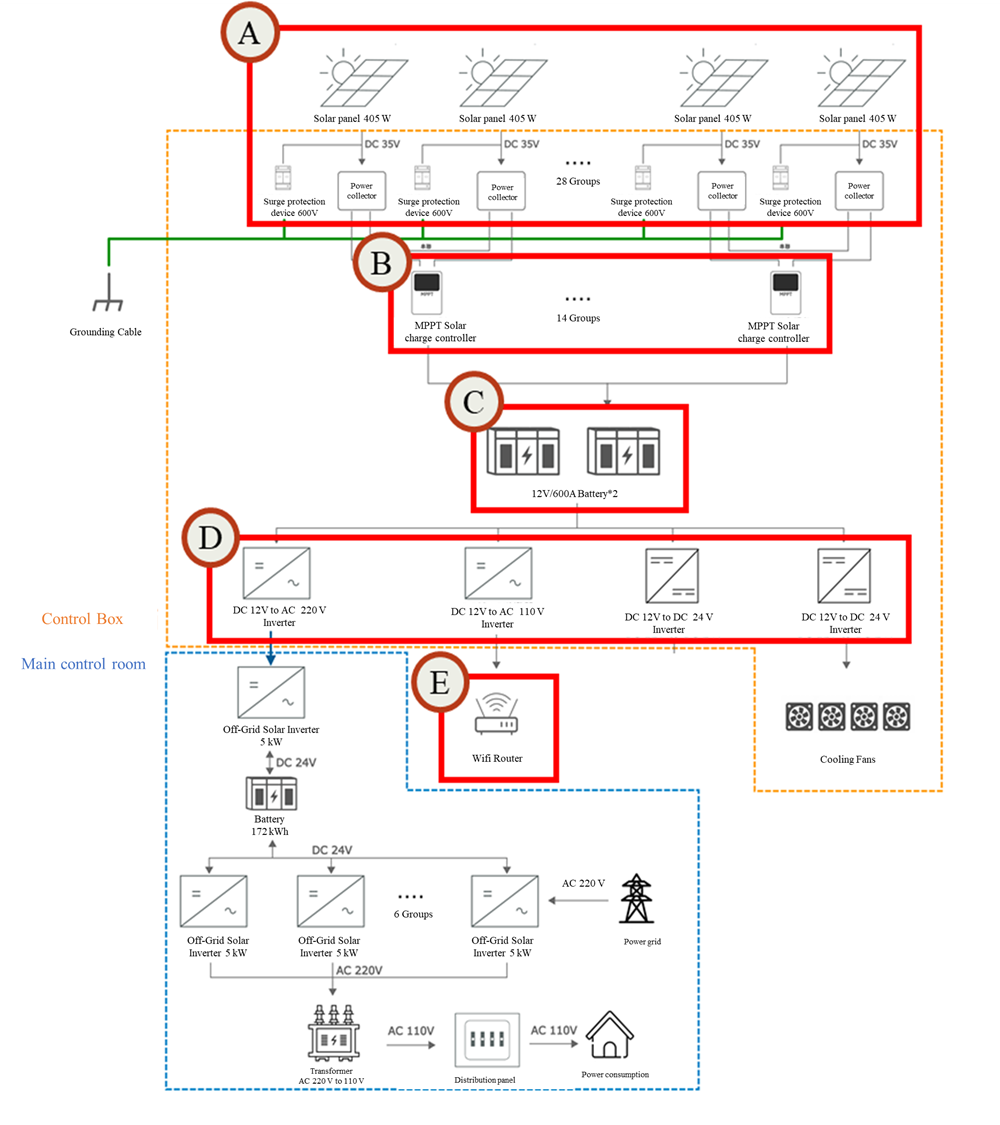 A
Solar panel 405 W
Solar panel 405 W
Solar panel 405 W
Solar panel 405 W
DC 35V
DC 35V
DC 35V
DC 35V
Power
collector
Power
collector
Power
collector
Power
collector
....
28 Groups
Surge protection
device 600V
Surge protection
device 600V
Surge protection
device 600V
Surge protection
device 600V
Grounding Cable
B
MPPT
MPPT
MPPT Solar
charge controller
....
14 Groups
MPPT Solar
charge controller
C
12V/600A Battery*2
D
DC 12V to AC 220 V
Inverter
DC 12V to AC 110 V
Inverter
DC 12V to DC 24 V
Inverter
DC 12V to DC 24 V
Inverter
Control Box
Main control room
E
Wifi Router
Cooling Fans
Off-Grid Solar Inverter
5 kW
DC 24V
Battery
172 kWh
DC 24V
....
6 Groups
AC 220 V
Power grid
Off-Grid Solar
Inverter 5 kW
Off-Grid Solar
Inverter 5 kW
Off-Grid Solar
Inverter 5 kW
AC 220V
AC 110V
AC 110V
Transformer
AC 220 V to 110 V
Distribution panel
Power consumption